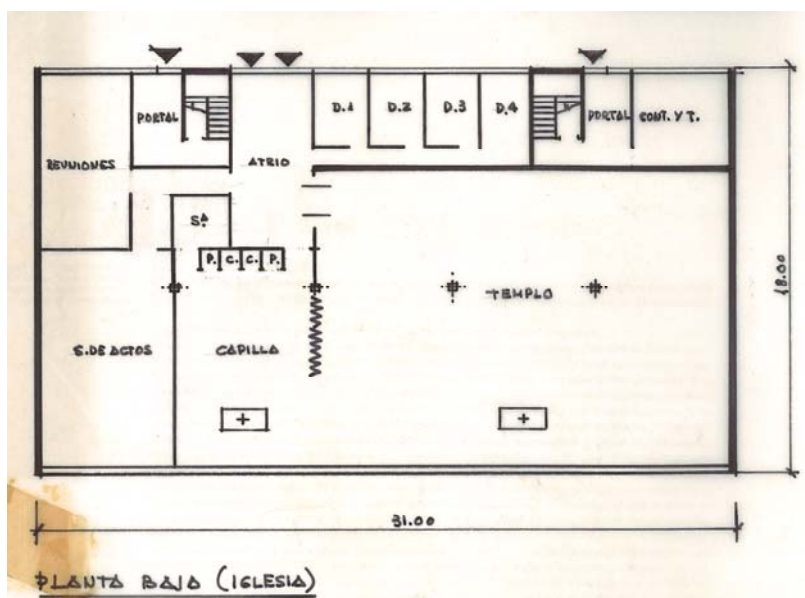 PORTAL
D.1 D.2 D.3 D.4
PORTAL CONT. Y T.
REUNIONES
ATRIO
Sª
P. C. C. P.
TEMPLO
18.00
S. DE ACTOS
CAPILLA
31.00
PLANTA BAJA (IGLESIA)